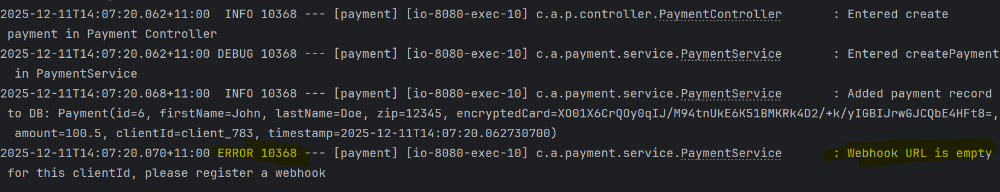 2025-12-11T14:07:20.062+11:00  INFO 10368 --- [payment] [io-8080-exec-10] c.a.p.controller.PaymentController       : Entered create
payment in Payment Controller
2025-12-11T14:07:20.062+11:00 DEBUG 10368 --- [payment] [io-8080-exec-10] c.a.payment.service.PaymentService       : Entered createPayment
in PaymentService
2025-12-11T14:07:20.068+11:00  INFO 10368 --- [payment] [io-8080-exec-10] c.a.payment.service.PaymentService       : Added payment record
to DB: Payment(id=6, firstName=John, lastName=Doe, zip=12345, encryptedCard=XO01X6CrQOy0qIJ/M94tnUkE6K51BMKRk4D2/+k/yIGBIJrwGJCQbE4HFt8=,
amount=100.5, clientId=client_783, timestamp=2025-12-11T14:07:20.062730700)
2025-12-11T14:07:20.070+11:00 ERROR 10368 --- [payment] [io-8080-exec-10] c.a.payment.service.PaymentService       : Webhook URL is empty
for this clientId, please register a webhook